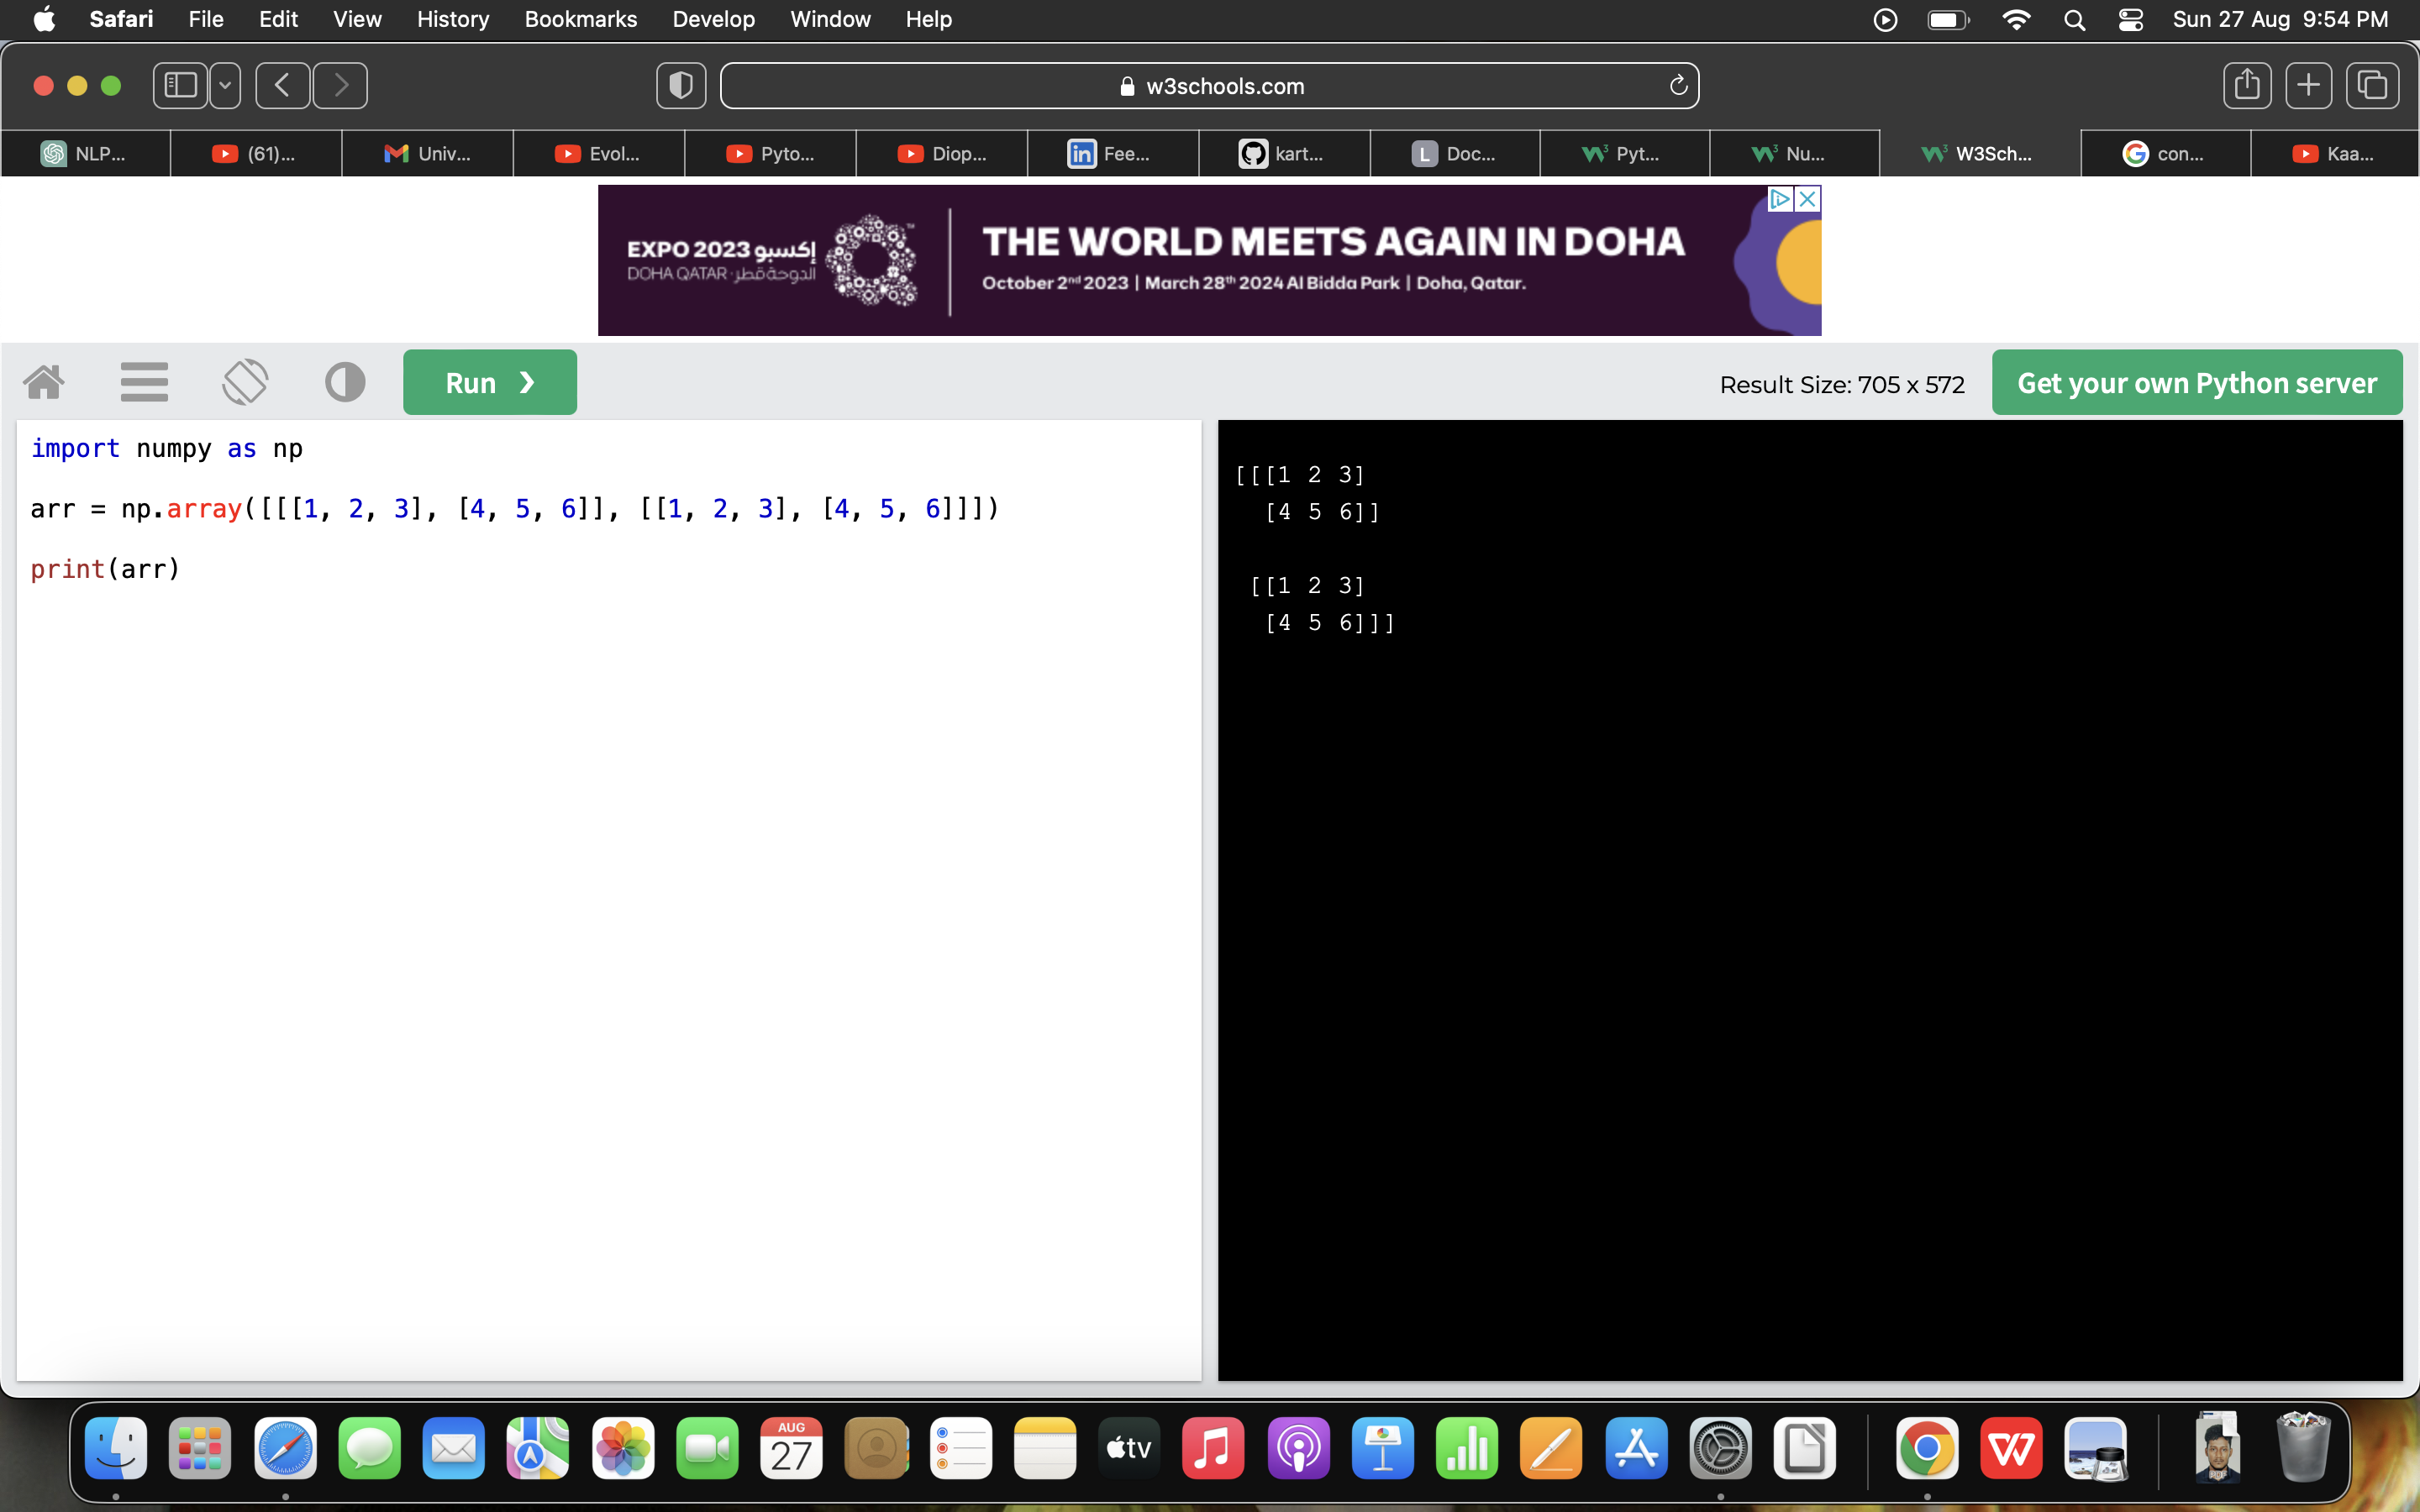 Safari File Edit View History Bookmarks Develop Window Help Sun 27 Aug 9:54 PM
w3schools.com
NLP... (61)... Univ... Evol... Pyto... Diop... Fee... kart... Doc... Pyt... Nu... W3Sch... con... Kaa...
EXPO 2023 إكسبو
DOHA QATAR الدوحة قطر
THE WORLD MEETS AGAIN IN DOHA
October 2nd 2023 | March 28th 2024 Al Bidda Park | Doha, Qatar.
Run ❯ Result Size: 705 x 572 Get your own Python server
import numpy as np
arr = np.array([[[1, 2, 3], [4, 5, 6]], [[1, 2, 3], [4, 5, 6]]])
print(arr)
[[[1 2 3]
[4 5 6]]
[[1 2 3]
[4 5 6]]]
AUG
27
tv